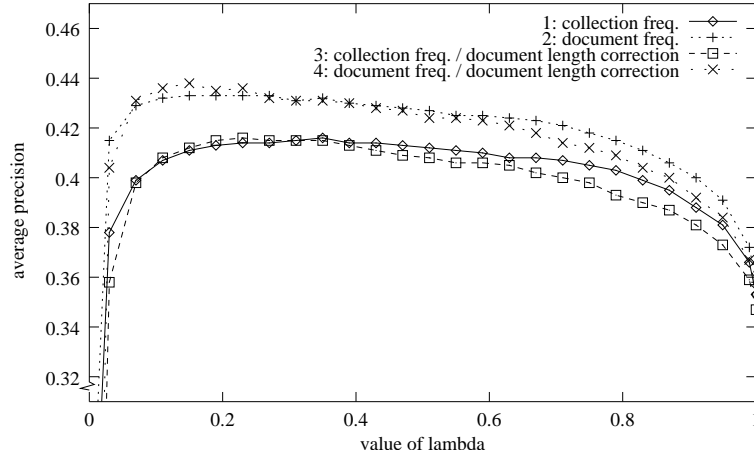 0.46
0.44
0.42
0.4
0.38
0.36
0.34
0.32
average precision
1: collection freq.
2: document freq.
3: collection freq. / document length correction
4: document freq. / document length correction
0 0.2 0.4 0.6 0.8 1
value of lambda